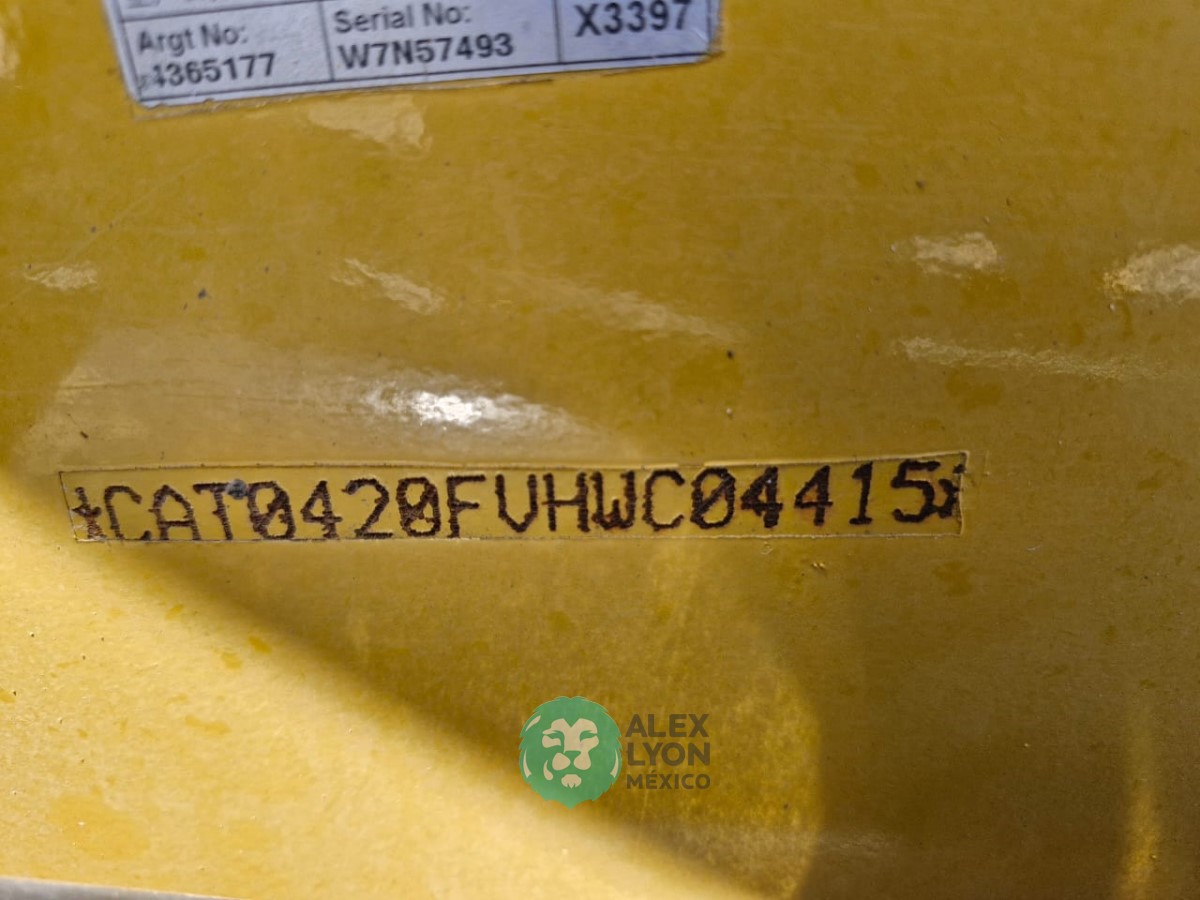 Argt No:
4365177
Serial No:
W7N57493
X3397
*CAT0420FVHWC04415*
ALEX
LYON
MÉXICO